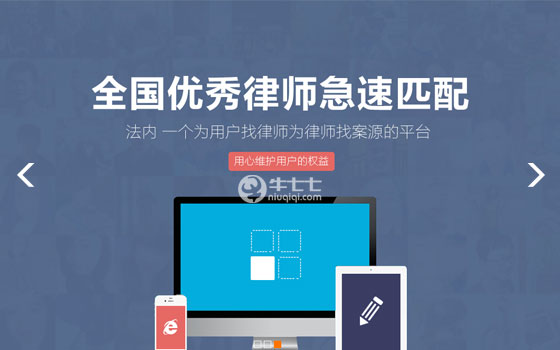 全国优秀律师急速匹配
法内 一个为用户找律师为律师找案源的平台
用心维护用户的权益
牛七七
niuqiqi.com